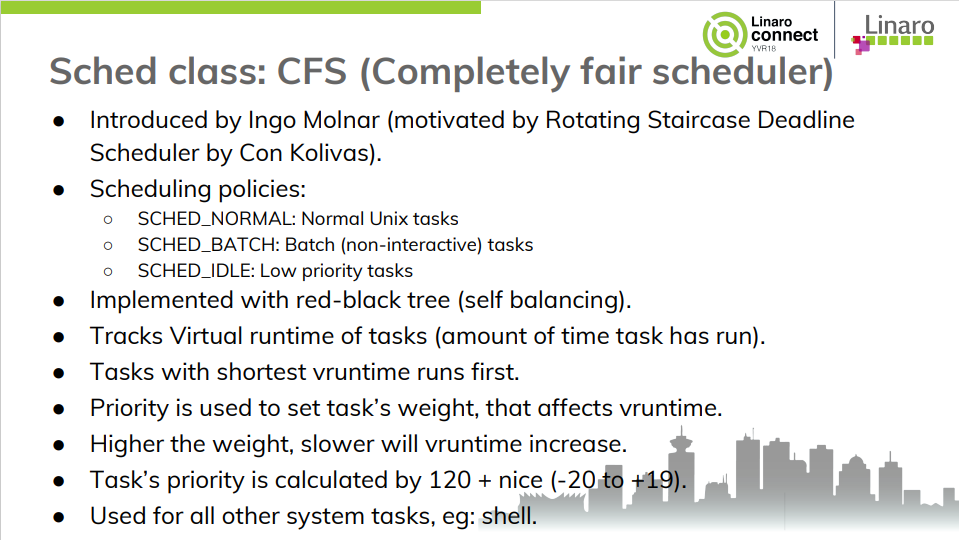 Linaro
connect
YVR18
Linaro
Sched class: CFS (Completely fair scheduler)
● Introduced by Ingo Molnar (motivated by Rotating Staircase Deadline
Scheduler by Con Kolivas).
● Scheduling policies:
○ SCHED_NORMAL: Normal Unix tasks
○ SCHED_BATCH: Batch (non-interactive) tasks
○ SCHED_IDLE: Low priority tasks
● Implemented with red-black tree (self balancing).
● Tracks Virtual runtime of tasks (amount of time task has run).
● Tasks with shortest vruntime runs first.
● Priority is used to set task’s weight, that affects vruntime.
● Higher the weight, slower will vruntime increase.
● Task’s priority is calculated by 120 + nice (-20 to +19).
● Used for all other system tasks, eg: shell.